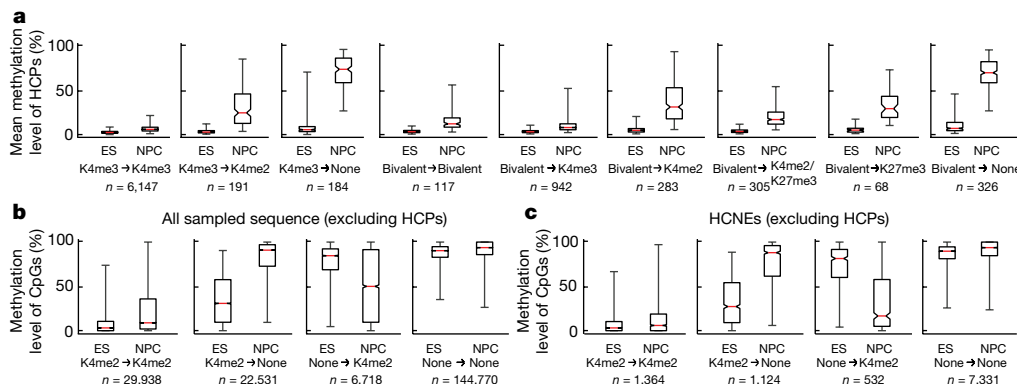 a
Mean methylation
level of HCPs (%)
100
50
0
ES NPC ES NPC ES NPC ES NPC ES NPC ES NPC ES NPC ES NPC ES NPC
K4me3→K4me3 K4me3→K4me2 K4me3→None Bivalent→Bivalent Bivalent→K4me3 Bivalent→K4me2 Bivalent→K4me2/K27me3 Bivalent→K27me3 Bivalent→None
n = 6,147 n = 191 n = 184 n = 117 n = 942 n = 283 n = 305 n = 68 n = 326
b All sampled sequence (excluding HCPs)
Methylation
level of CpGs (%)
100
50
0
ES NPC ES NPC ES NPC ES NPC
K4me2→K4me2 K4me2→None None→K4me2 None→None
n = 29,938 n = 22,531 n = 6,718 n = 144,770
c HCNEs (excluding HCPs)
Methylation
level of CpGs (%)
100
50
0
ES NPC ES NPC ES NPC ES NPC
K4me2→K4me2 K4me2→None None→K4me2 None→None
n = 1,364 n = 1,124 n = 532 n = 7,331